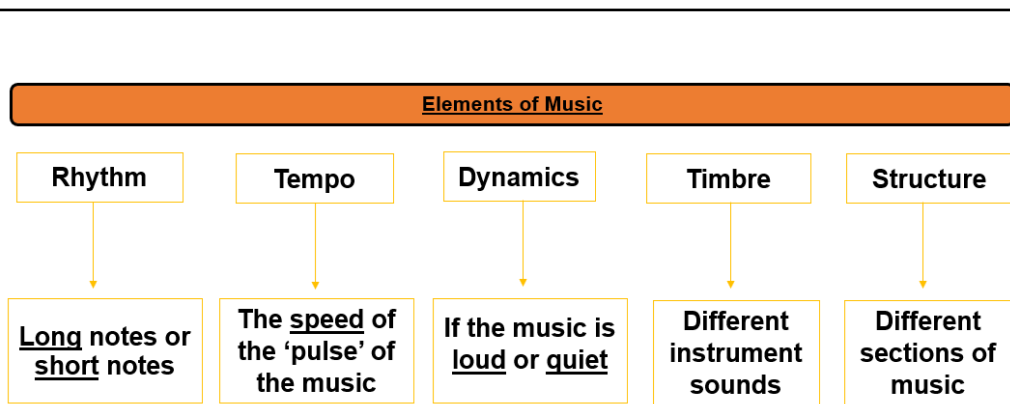 Elements of Music
Rhythm
Tempo
Dynamics
Timbre
Structure
Long notes or
short notes
The speed of
the ‘pulse’ of
the music
If the music is
loud or quiet
Different
instrument
sounds
Different
sections of
music